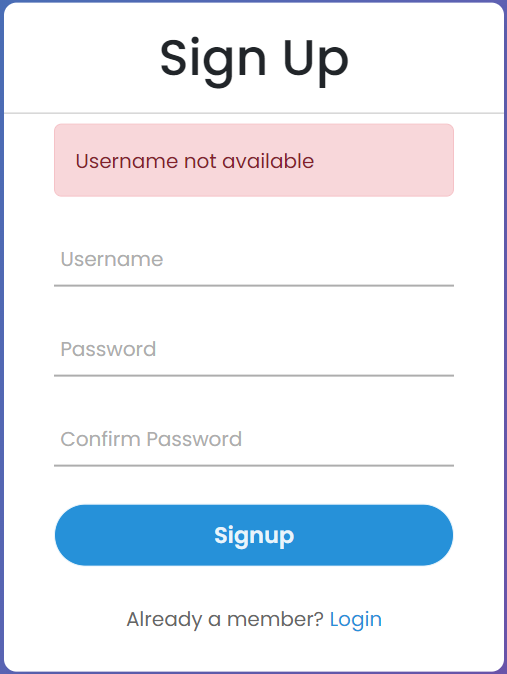 Sign Up
Username not available
Username
Password
Confirm Password
Signup
Already a member? Login